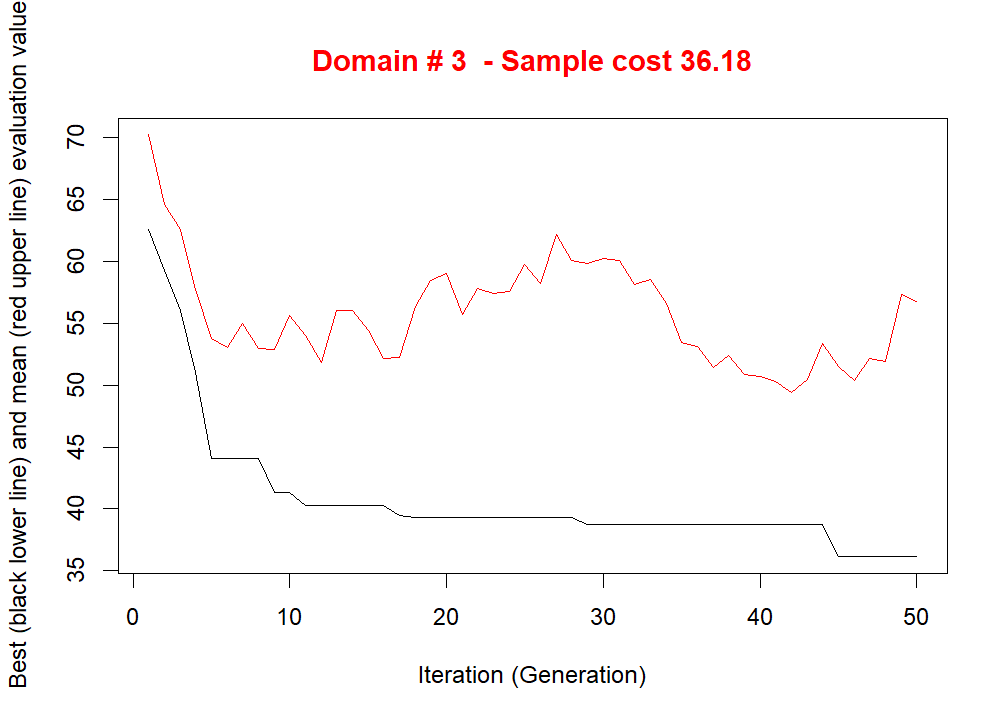 Domain # 3  - Sample cost 36.18
Best (black lower line) and mean (red upper line) evaluation value
70
65
60
55
50
45
40
35
0 10 20 30 40 50
Iteration (Generation)